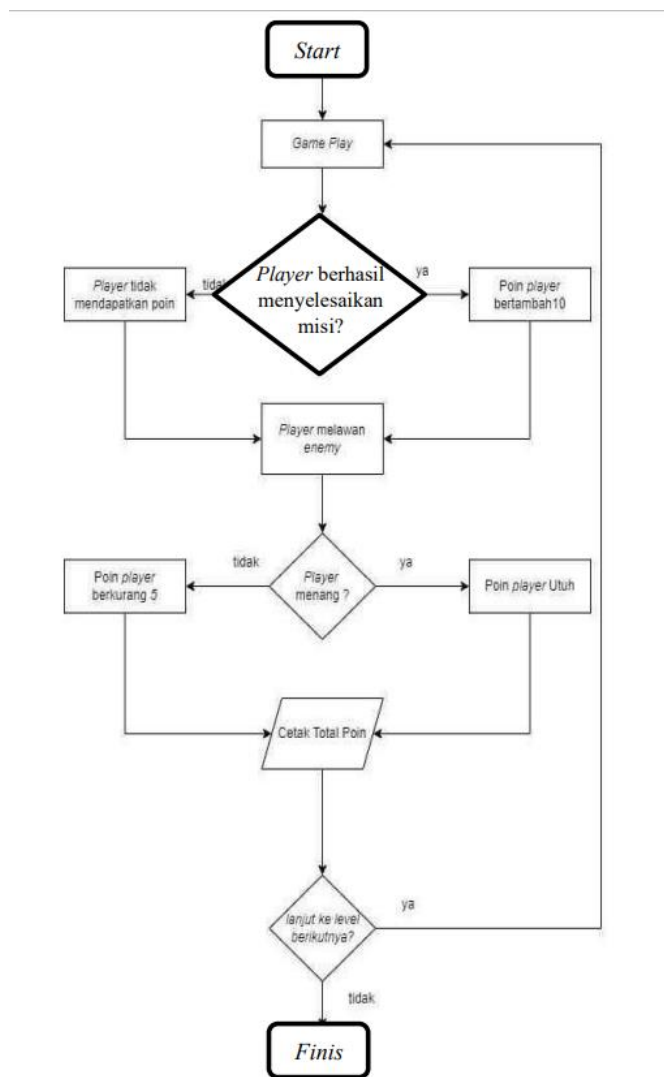 Start
Game Play
Player berhasil
menyelesaikan
misi?
tidak
ya
Player tidak
mendapatkan poin
Poin player
bertambah10
Player melawan
enemy
tidak
ya
Poin player
berkurang 5
Player
menang ?
Poin player Utuh
Cetak Total Poin
lanjut ke level
berikutnya?
ya
tidak
Finis